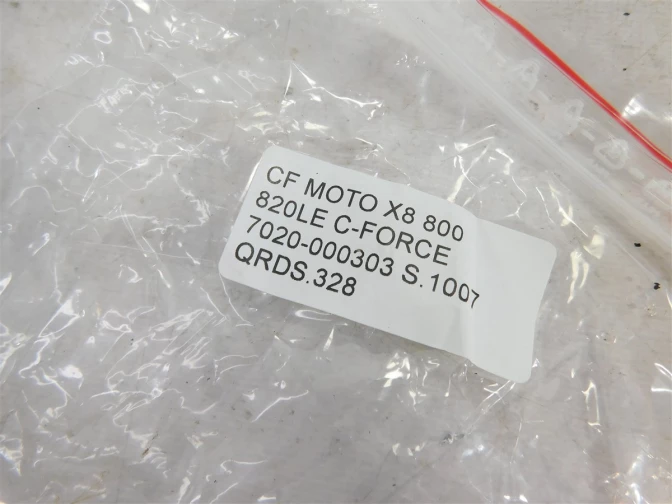 CF MOTO X8 800
820LE C-FORCE
7020-000303 S.1007
QRDS.328